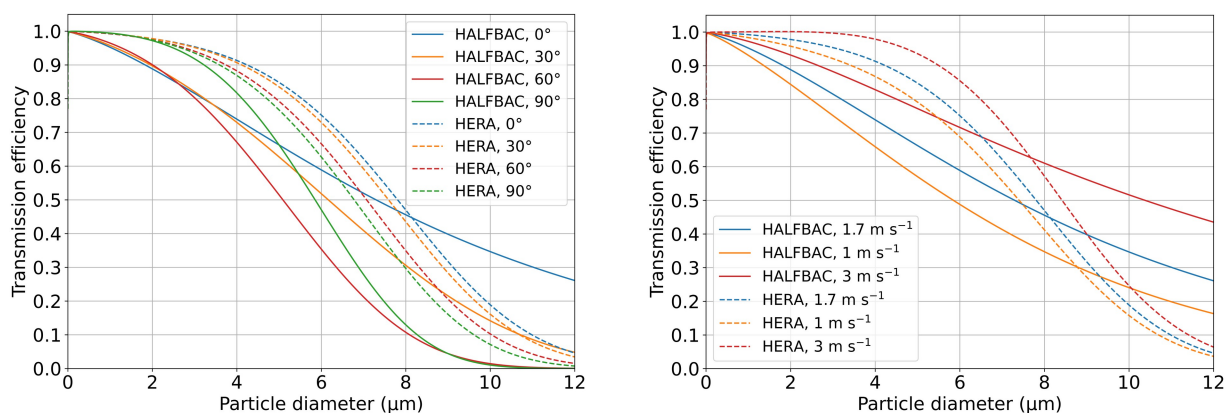 Transmission efficiency
1.0
0.9
0.8
0.7
0.6
0.5
0.4
0.3
0.2
0.1
0.0
0 2 4 6 8 10 12
Particle diameter (μm)
HALFBAC, 0°
HALFBAC, 30°
HALFBAC, 60°
HALFBAC, 90°
HERA, 0°
HERA, 30°
HERA, 60°
HERA, 90°
Transmission efficiency
1.0
0.9
0.8
0.7
0.6
0.5
0.4
0.3
0.2
0.1
0.0
0 2 4 6 8 10 12
Particle diameter (μm)
HALFBAC, 1.7 m s⁻¹
HALFBAC, 1 m s⁻¹
HALFBAC, 3 m s⁻¹
HERA, 1.7 m s⁻¹
HERA, 1 m s⁻¹
HERA, 3 m s⁻¹